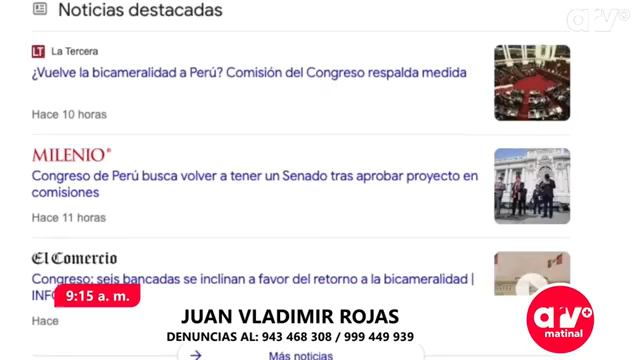 Noticias destacadas
atv+
LT La Tercera
¿Vuelve la bicameralidad a Perú? Comisión del Congreso respalda medida
Hace 10 horas
MILENIO
Congreso de Perú busca volver a tener un Senado tras aprobar proyecto en
comisiones
Hace 11 horas
El Comercio
Congreso: seis bancadas se inclinan a favor del retorno a la bicameralidad |
9:15 a. m.
Hace
JUAN VLADIMIR ROJAS
DENUNCIAS AL: 943 468 308 / 999 449 939
Más noticias
atv+
matinal